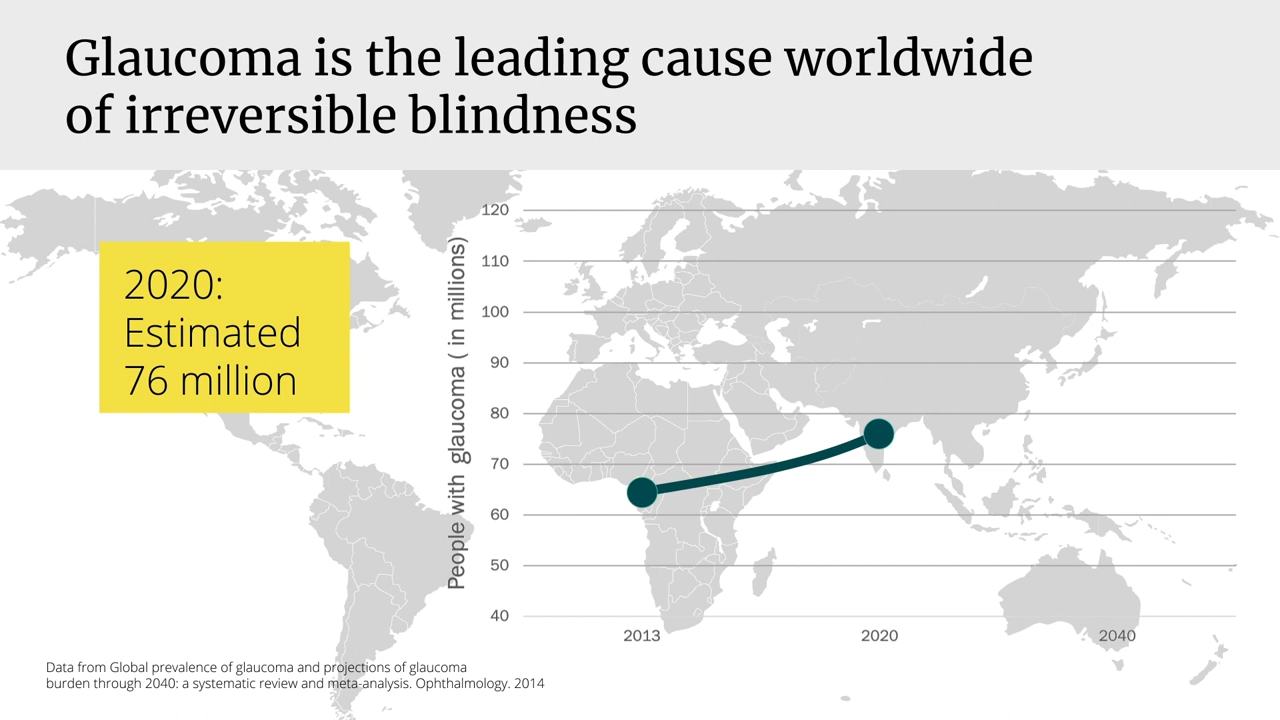 Glaucoma is the leading cause worldwide
of irreversible blindness
2020:
Estimated
76 million
People with glaucoma ( in millions)
120
110
100
90
80
70
60
50
40
2013
2020
2040
Data from Global prevalence of glaucoma and projections of glaucoma
burden through 2040: a systematic review and meta-analysis. Ophthalmology. 2014